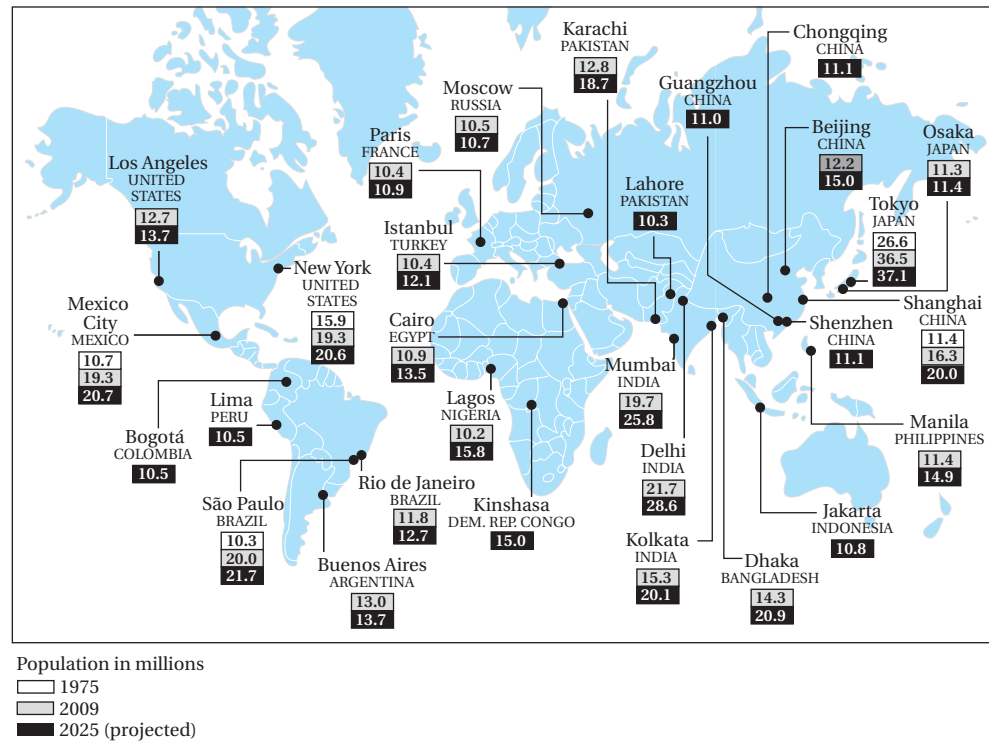 Karachi
PAKISTAN
12.8
18.7
Chongqing
CHINA
11.1
Moscow
RUSSIA
10.5
10.7
Guangzhou
CHINA
11.0
Paris
FRANCE
10.4
10.9
Beijing
CHINA
12.2
15.0
Osaka
JAPAN
11.3
11.4
Los Angeles
UNITED
STATES
12.7
13.7
Lahore
PAKISTAN
10.3
Tokyo
JAPAN
26.6
36.5
37.1
Istanbul
TURKEY
10.4
12.1
New York
UNITED
STATES
15.9
19.3
20.6
Mexico
City
MEXICO
10.7
19.3
20.7
Cairo
EGYPT
10.9
13.5
Shanghai
CHINA
11.4
16.3
20.0
Shenzhen
CHINA
11.1
Mumbai
INDIA
19.7
25.8
Lima
PERU
10.5
Lagos
NIGERIA
10.2
15.8
Bogotá
COLOMBIA
10.5
Manila
PHILIPPINES
11.4
14.9
Delhi
INDIA
21.7
28.6
Rio de Janeiro
BRAZIL
11.8
12.7
São Paulo
BRAZIL
10.3
20.0
21.7
Kinshasa
DEM. REP. CONGO
15.0
Jakarta
INDONESIA
10.8
Kolkata
INDIA
15.3
20.1
Dhaka
BANGLADESH
14.3
20.9
Buenos Aires
ARGENTINA
13.0
13.7
Population in millions
1975
2009
2025 (projected)